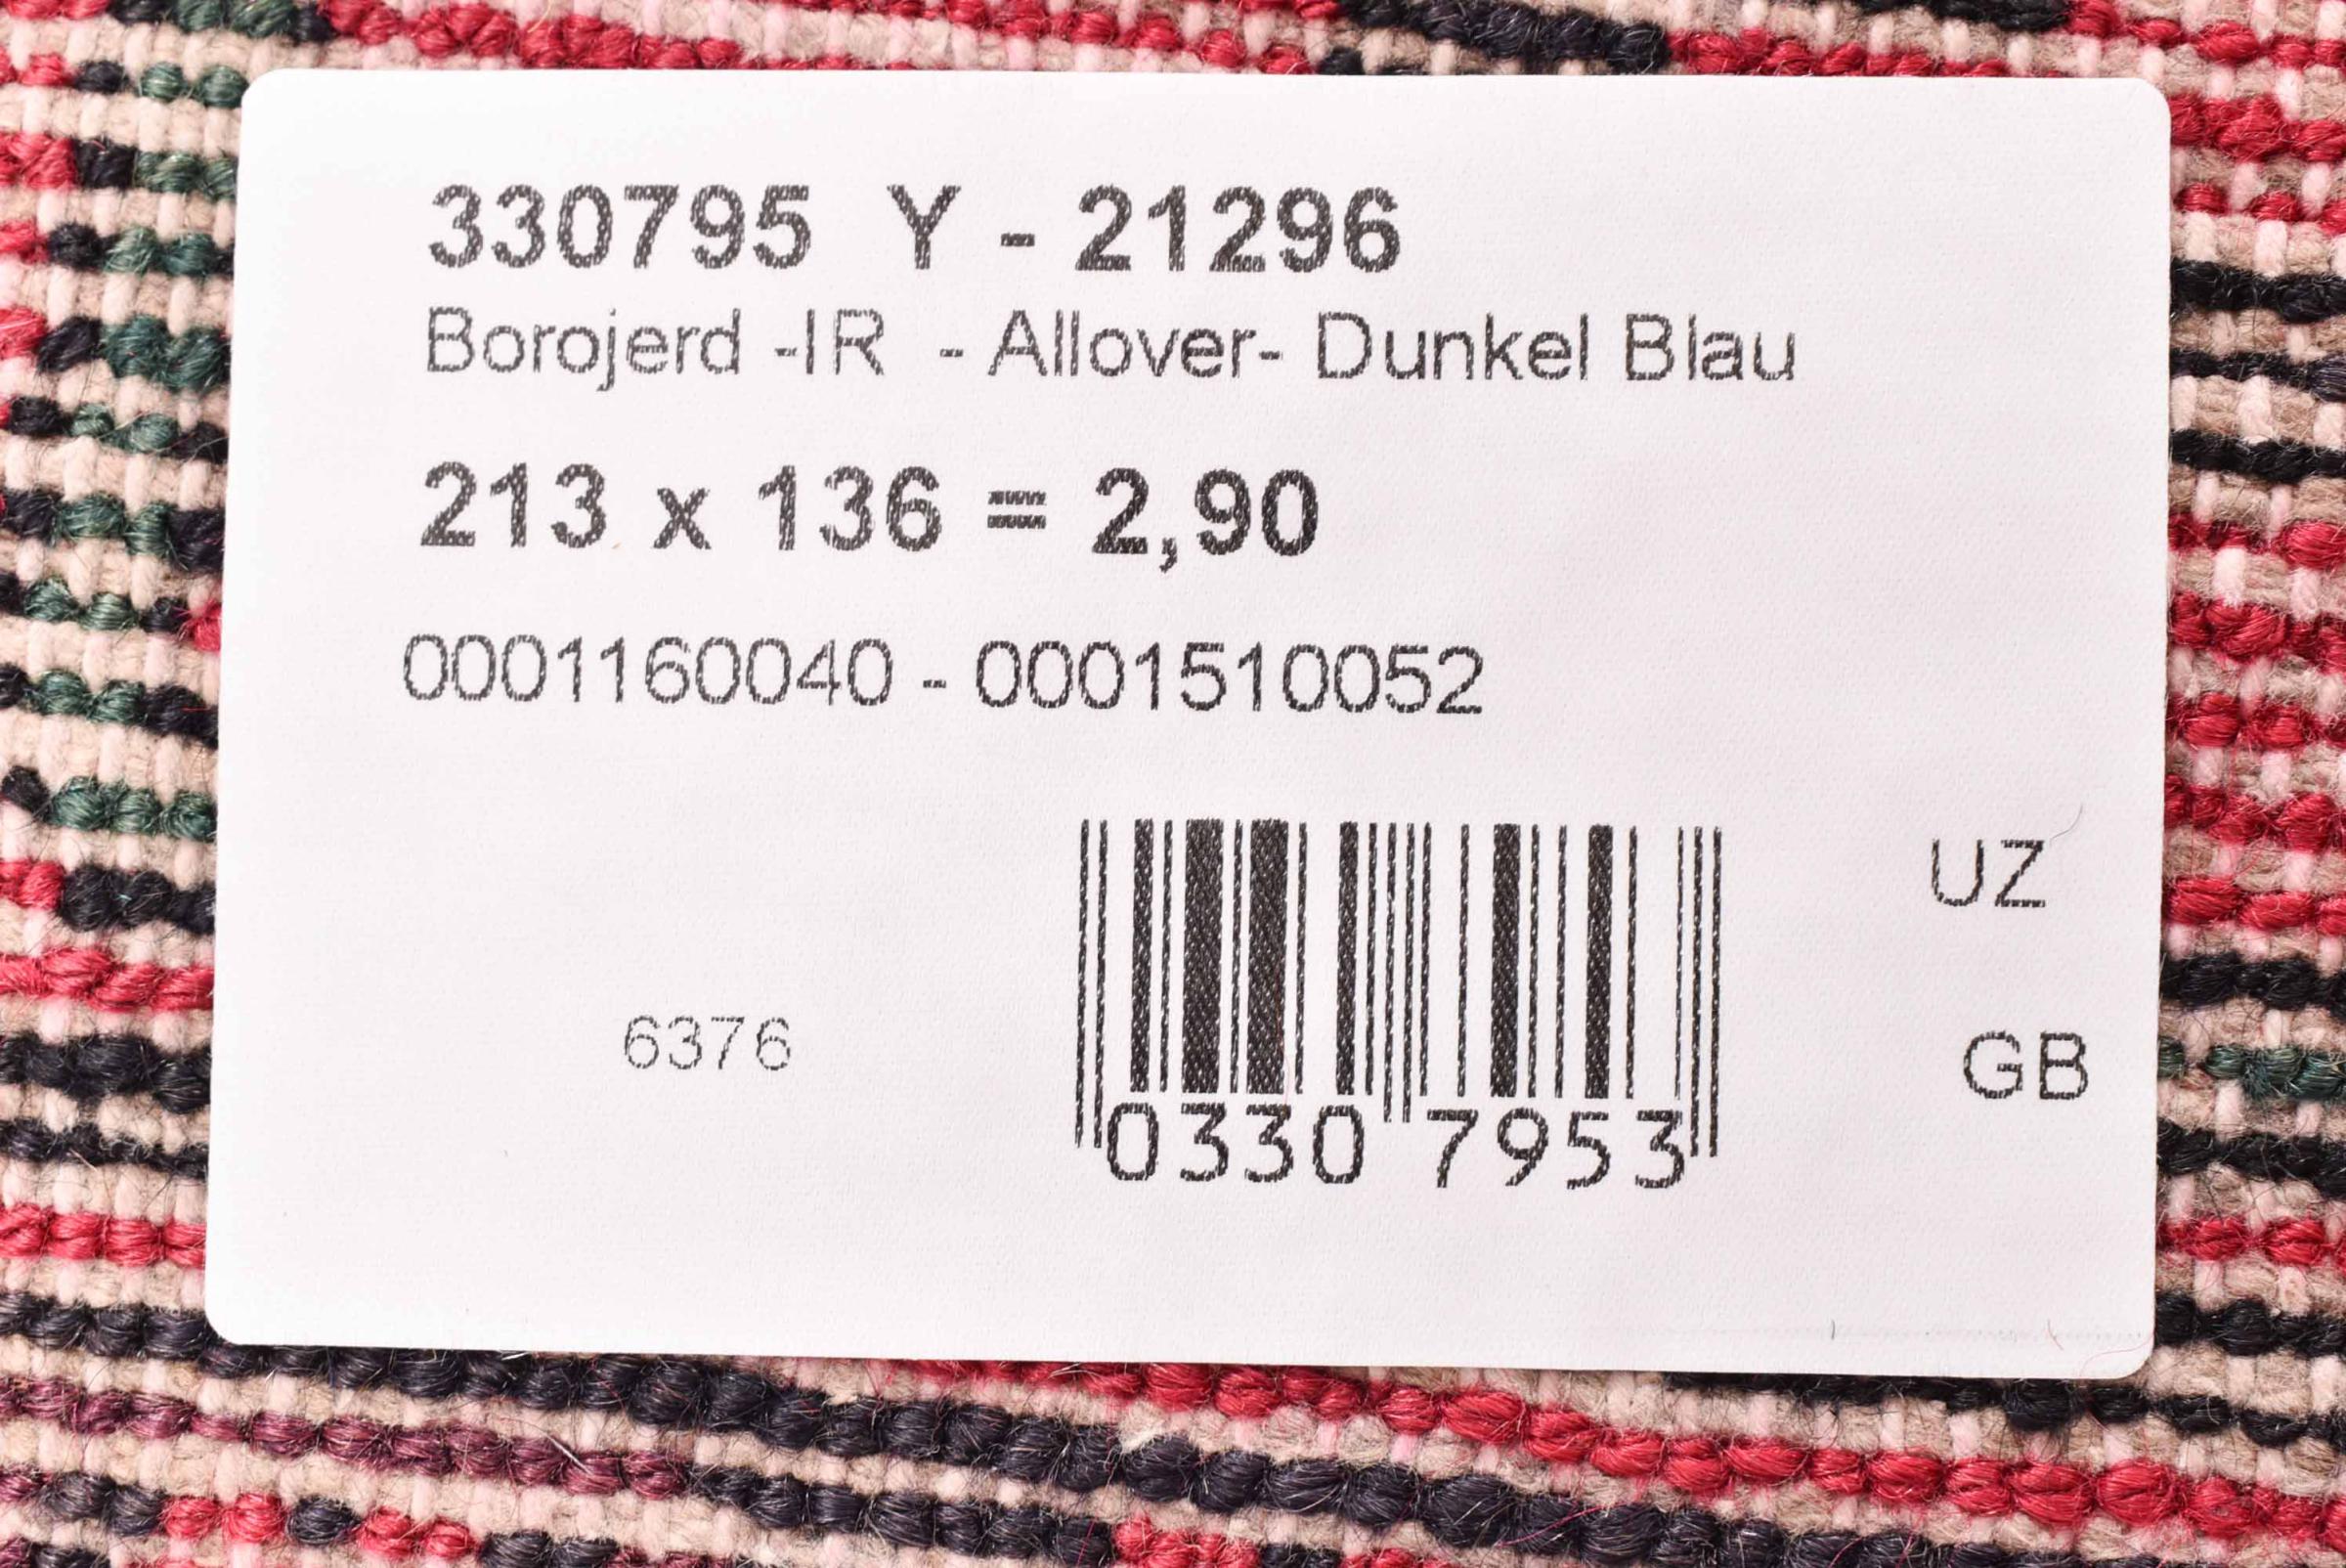 330795 Y - 21296
Borojerd -IR - Allover- Dunkel Blau
213 x 136 = 2,90
0001160040 - 0001510052
UZ
6376
GB
0330 7953